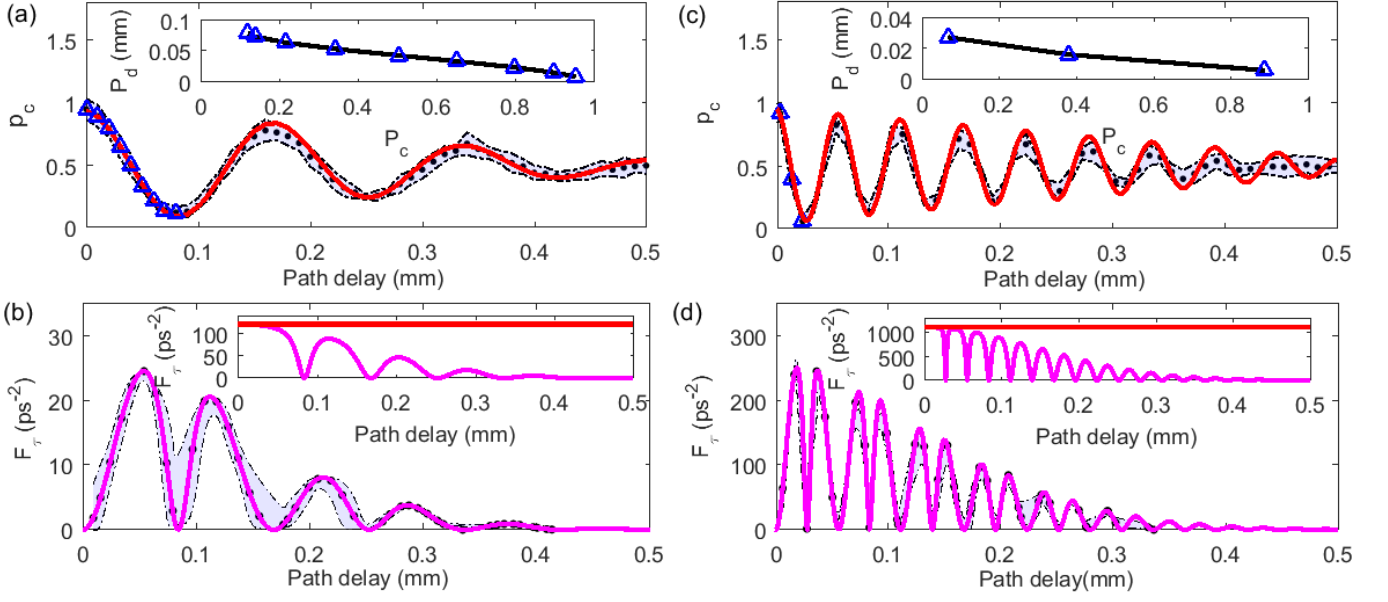 (a)
1.5
1
0.5
0
p_c
0 0.1 0.2 0.3 0.4 0.5
Path delay (mm)
0.1
0.05
0
P_d (mm)
0 0.2 0.4 0.6 0.8 1
P_c
(c)
1.5
1
0.5
0
p_c
0 0.1 0.2 0.3 0.4 0.5
Path delay (mm)
0.04
0.02
0
P_d (mm)
0 0.2 0.4 0.6 0.8 1
P_c
(b)
30
20
10
0
F_τ (ps⁻²)
0 0.1 0.2 0.3 0.4 0.5
Path delay (mm)
100
50
0
F_τ (ps⁻²)
0 0.1 0.2 0.3 0.4 0.5
Path delay (mm)
(d)
300
200
100
0
F_τ (ps⁻²)
0 0.1 0.2 0.3 0.4 0.5
Path delay(mm)
1000
500
0
F_τ (ps⁻²)
0 0.1 0.2 0.3 0.4 0.5
Path delay (mm)